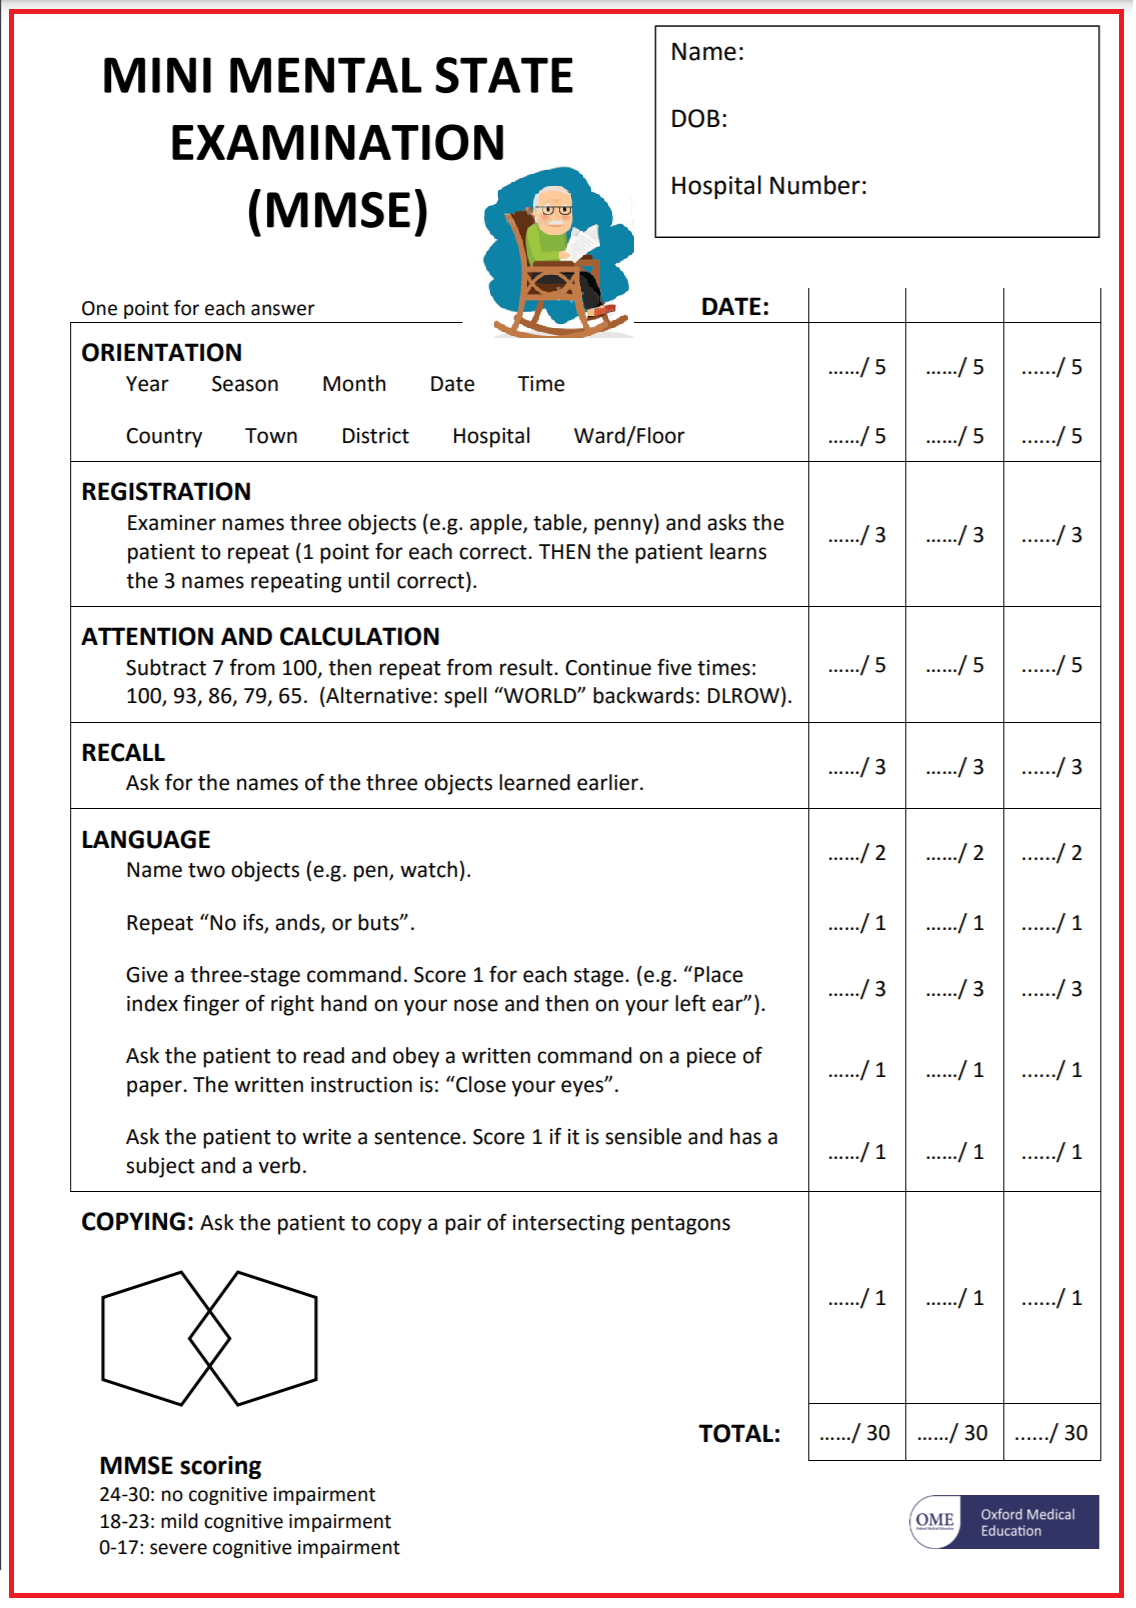 MINI MENTAL STATE
EXAMINATION
(MMSE)
Name:
DOB:
Hospital Number:
One point for each answer DATE:
ORIENTATION
Year Season Month Date Time ....../ 5 ....../ 5 ....../ 5
Country Town District Hospital Ward/Floor ....../ 5 ....../ 5 ....../ 5
REGISTRATION
Examiner names three objects (e.g. apple, table, penny) and asks the
patient to repeat (1 point for each correct. THEN the patient learns ....../ 3 ....../ 3 ....../ 3
the 3 names repeating until correct).
ATTENTION AND CALCULATION
Subtract 7 from 100, then repeat from result. Continue five times: ....../ 5 ....../ 5 ....../ 5
100, 93, 86, 79, 65. (Alternative: spell “WORLD” backwards: DLROW).
RECALL
Ask for the names of the three objects learned earlier. ....../ 3 ....../ 3 ....../ 3
LANGUAGE
Name two objects (e.g. pen, watch). ....../ 2 ....../ 2 ....../ 2
Repeat “No ifs, ands, or buts”. ....../ 1 ....../ 1 ....../ 1
Give a three-stage command. Score 1 for each stage. (e.g. “Place
index finger of right hand on your nose and then on your left ear”). ....../ 3 ....../ 3 ....../ 3
Ask the patient to read and obey a written command on a piece of
paper. The written instruction is: “Close your eyes”. ....../ 1 ....../ 1 ....../ 1
Ask the patient to write a sentence. Score 1 if it is sensible and has a
subject and a verb. ....../ 1 ....../ 1 ....../ 1
COPYING: Ask the patient to copy a pair of intersecting pentagons
....../ 1 ....../ 1 ....../ 1
TOTAL: ....../ 30 ....../ 30 ....../ 30
MMSE scoring
24-30: no cognitive impairment
18-23: mild cognitive impairment
0-17: severe cognitive impairment
OME
Oxford Medical
Education